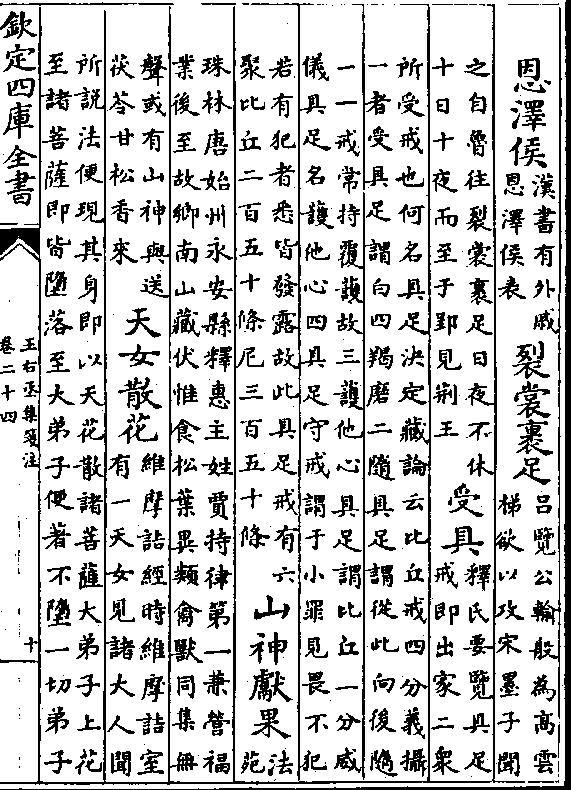 恩澤侯
漢書有外戚
恩澤侯表
裂裳裹足
呂覽公輸般為高雲
梯欲以攻宋墨子聞
之自魯往裂裳裹足日夜不休
十日十夜而至于郢見荆王
受具
釋氏要覽具足
戒即出家二衆
所受戒也何名具足決定藏論云比丘戒四分義攝
一者受具足謂白四羯磨二隨具足謂從此向後隨
一一戒常持覆護故三護他心具足謂比丘一分威
儀具足名護他心四具足守戒謂于小罪見畏不犯
若有犯者悉皆發露故此具足戒有六
聚比丘二百五十條尼三百五十條
山神獻果
法
苑
珠林唐始州永安縣釋惠主姓賈持律第一兼營福
業後至故鄉南山藏伏惟食松葉異類禽獸同集無
聲或有山神與送
茯苓甘松香來
天女散花
維摩詰經時維摩詰室
有一天女見諸大人聞
所説法便現其身即以天花散諸菩薩大弟子上花
至諸菩薩即皆墮落至大弟子便著不墮一切弟子
欽定四庫全書
王右丞集箋注
卷二十四
十